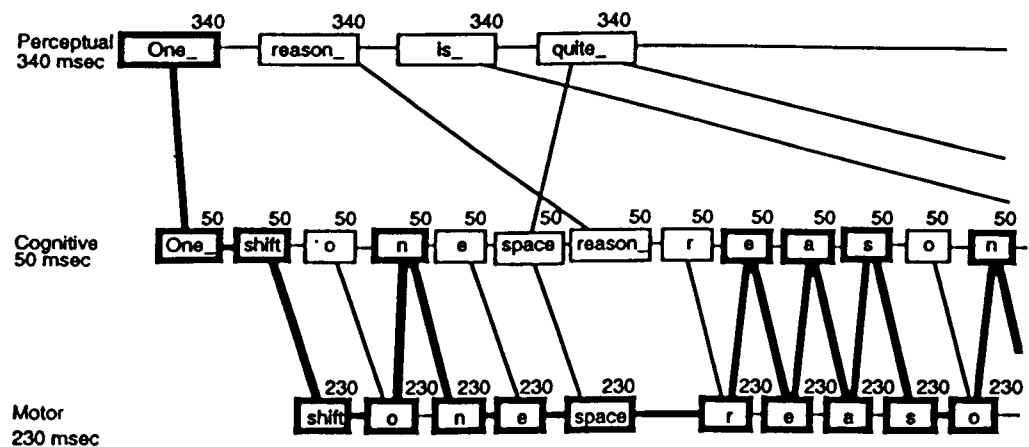 340 340 340 340
Perceptual One_ reason_ is_ quite_
340 msec
50 50 50 50 50 50 50 50 50 50 50 50 50
Cognitive One_ shift o n e space reason_ r e a s o n
50 msec
230 230 230 230 230 230 230 230 230 230
Motor shift o n e space r e a s o
230 msec